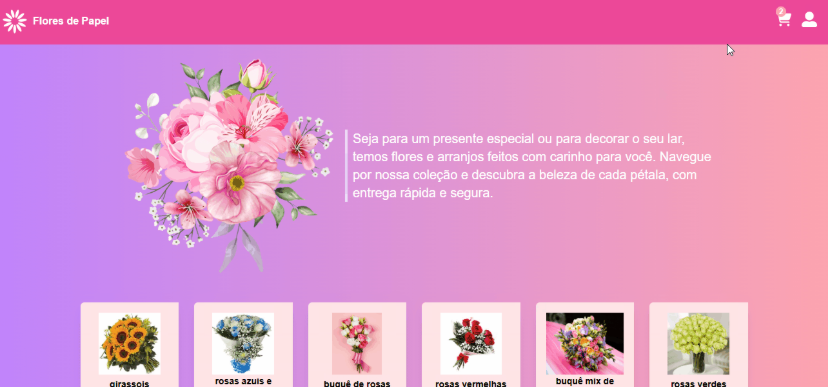 Flores de Papel
2
Seja para um presente especial ou para decorar o seu lar,
temos flores e arranjos feitos com carinho para você. Navegue
por nossa coleção e descubra a beleza de cada pétala, com
entrega rápida e segura.
girassois
rosas azuis e
buquê de rosas
rosas vermelhas
buquê mix de
rosas verdes